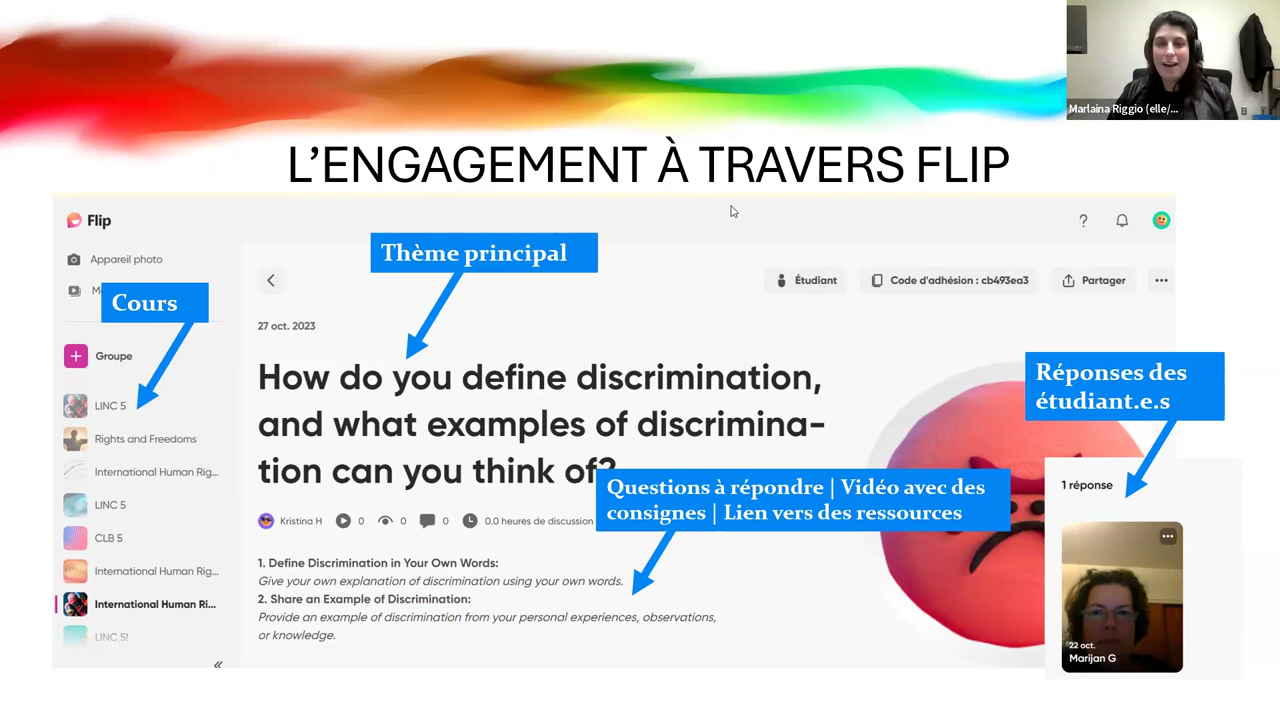 Marlaina Riggio (elle/...
L'ENGAGEMENT À TRAVERS FLIP
Flip
?
Appareil photo
Thème principal
Cours
Étudiant
Code d'adhésion : cb493ea3
Partager
27 oct. 2023
Groupe
How do you define discrimination,
and what examples of discrimina-
tion can you think of?
Réponses des
étudiant.e.s
LINC 5
Rights and Freedoms
International Human Rig...
LINC 5
CLB 5
International Human Rig...
International Human Ri...
LINC 5!
Questions à répondre | Vidéo avec des
consignes | Lien vers des ressources
1 réponse
Kristina H 0 0 0 0.0 heures de discussion
1. Define Discrimination in Your Own Words:
Give your own explanation of discrimination using your own words.
2. Share an Example of Discrimination:
Provide an example of discrimination from your personal experiences, observations,
or knowledge.
22 oct.
Marijan G